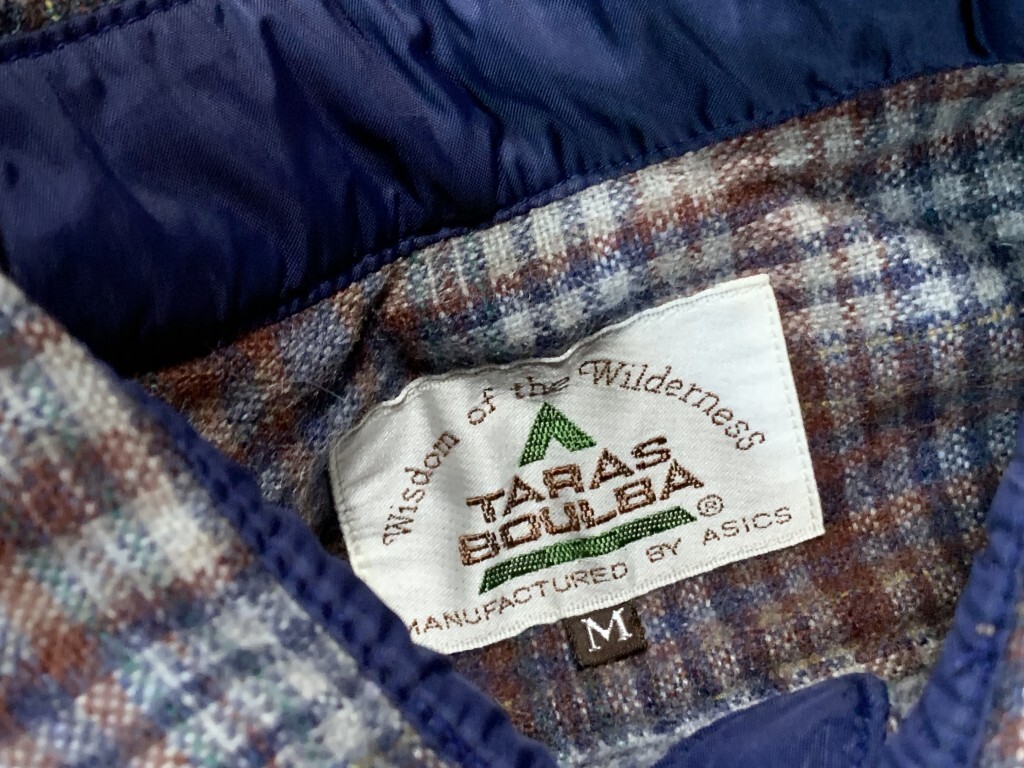 Wisdom of the Wilderness
TARAS
BOULBA®
MANUFACTURED BY ASICS
M